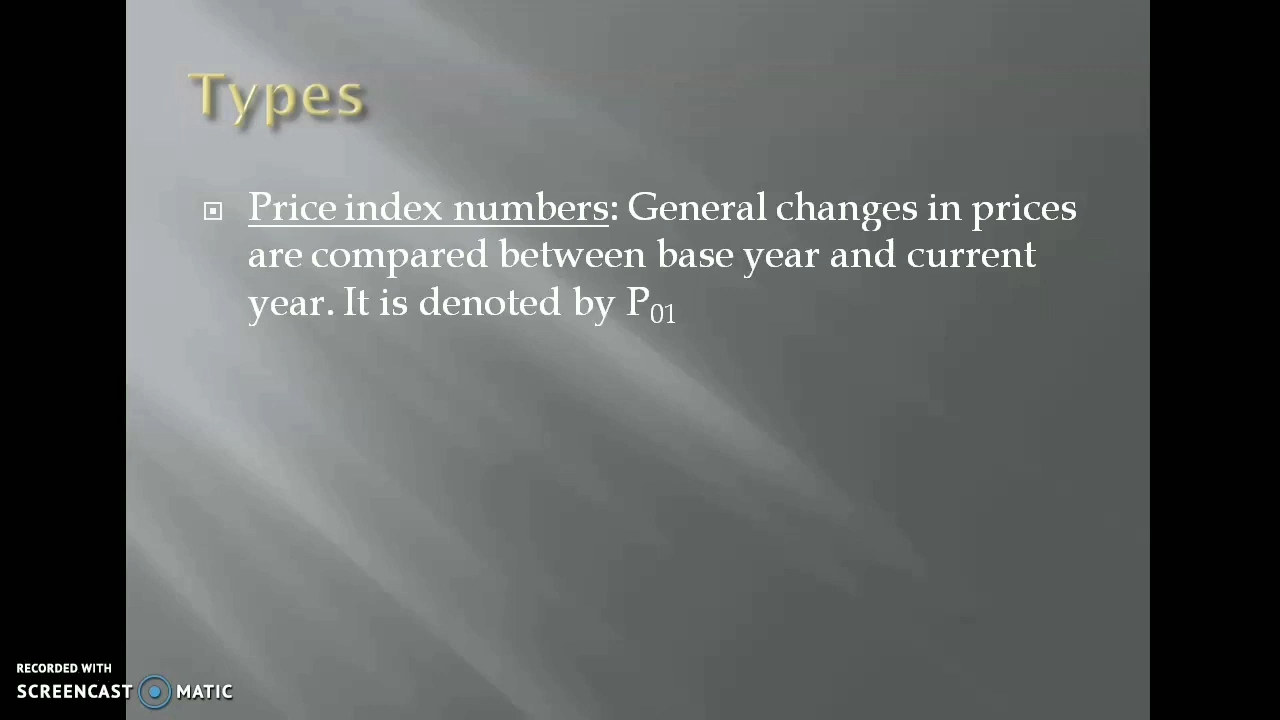 Types
Price index numbers: General changes in prices
are compared between base year and current
year. It is denoted by P₀₁
RECORDED WITH
SCREENCAST MATIC